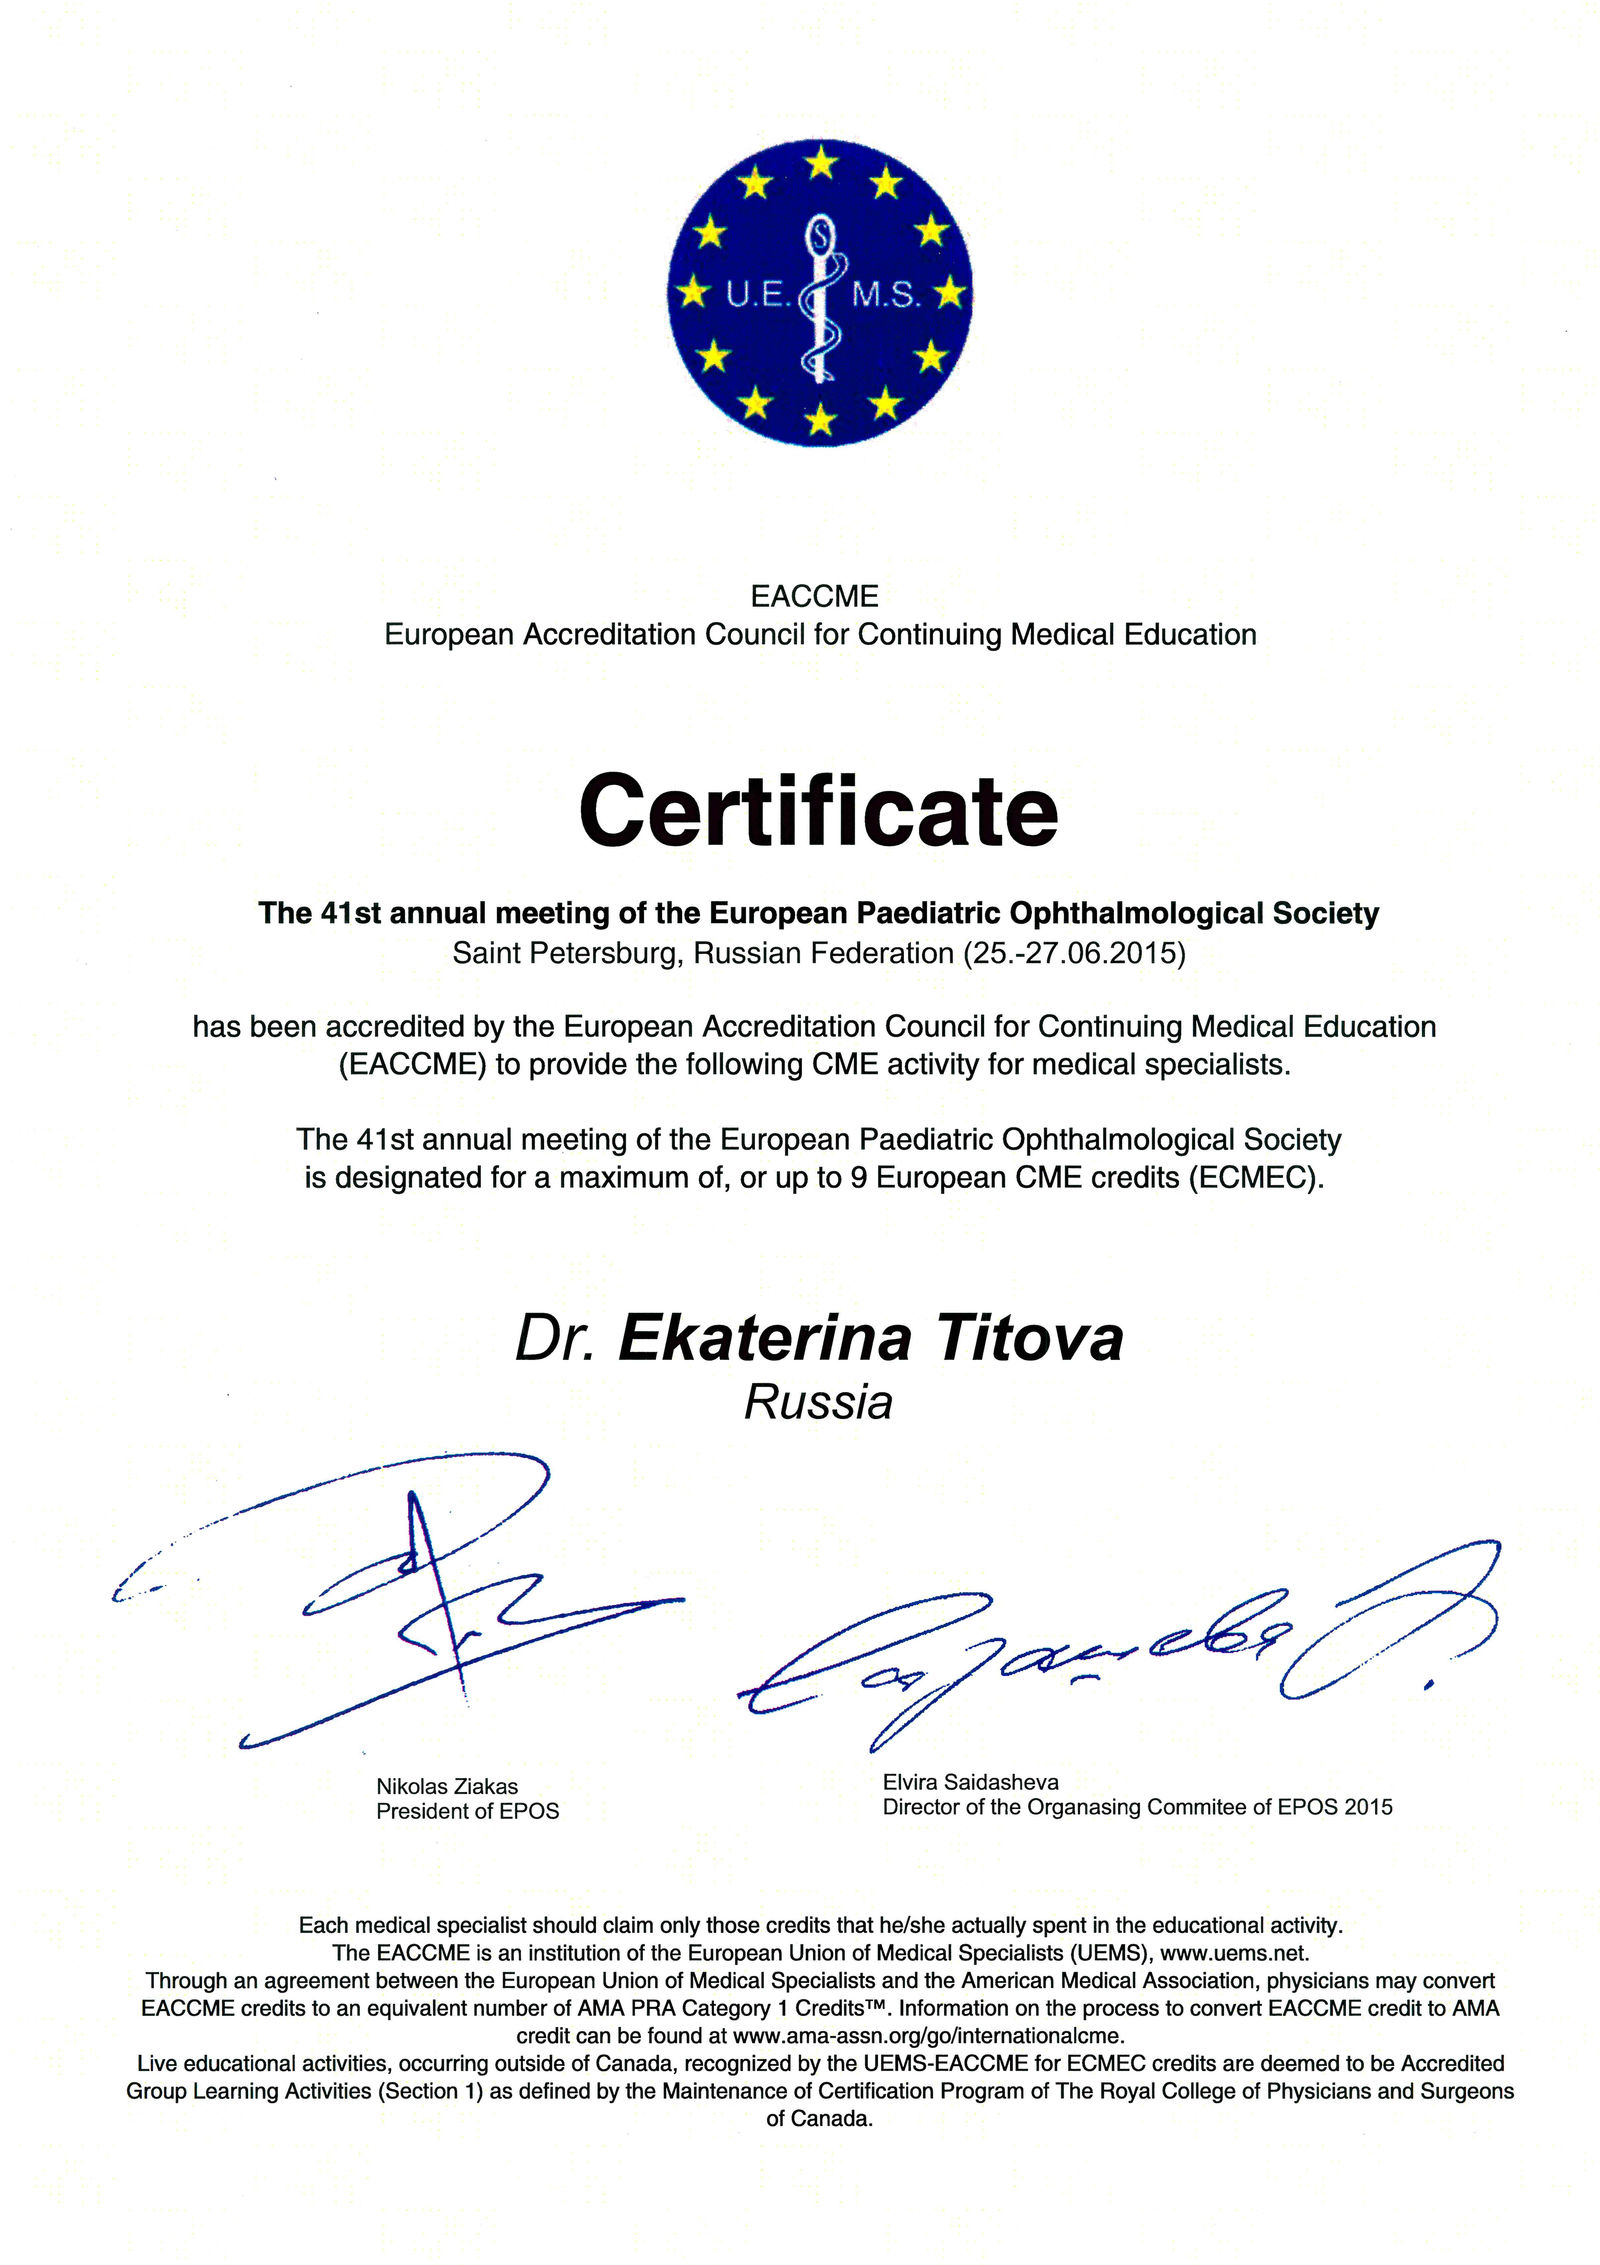 U.E.M.S.
S
EACCME
European Accreditation Council for Continuing Medical Education
Certificate
The 41st annual meeting of the European Paediatric Ophthalmological Society
Saint Petersburg, Russian Federation (25.-27.06.2015)
has been accredited by the European Accreditation Council for Continuing Medical Education
(EACCME) to provide the following CME activity for medical specialists.
The 41st annual meeting of the European Paediatric Ophthalmological Society
is designated for a maximum of, or up to 9 European CME credits (ECMEC).
Dr. Ekaterina Titova
Russia
Nikolas Ziakas
President of EPOS
Elvira Saidasheva
Director of the Organasing Commitee of EPOS 2015
Each medical specialist should claim only those credits that he/she actually spent in the educational activity.
The EACCME is an institution of the European Union of Medical Specialists (UEMS), www.uems.net.
Through an agreement between the European Union of Medical Specialists and the American Medical Association, physicians may convert
EACCME credits to an equivalent number of AMA PRA Category 1 Credits™. Information on the process to convert EACCME credit to AMA
credit can be found at www.ama-assn.org/go/internationalcme.
Live educational activities, occurring outside of Canada, recognized by the UEMS-EACCME for ECMEC credits are deemed to be Accredited
Group Learning Activities (Section 1) as defined by the Maintenance of Certification Program of The Royal College of Physicians and Surgeons
of Canada.